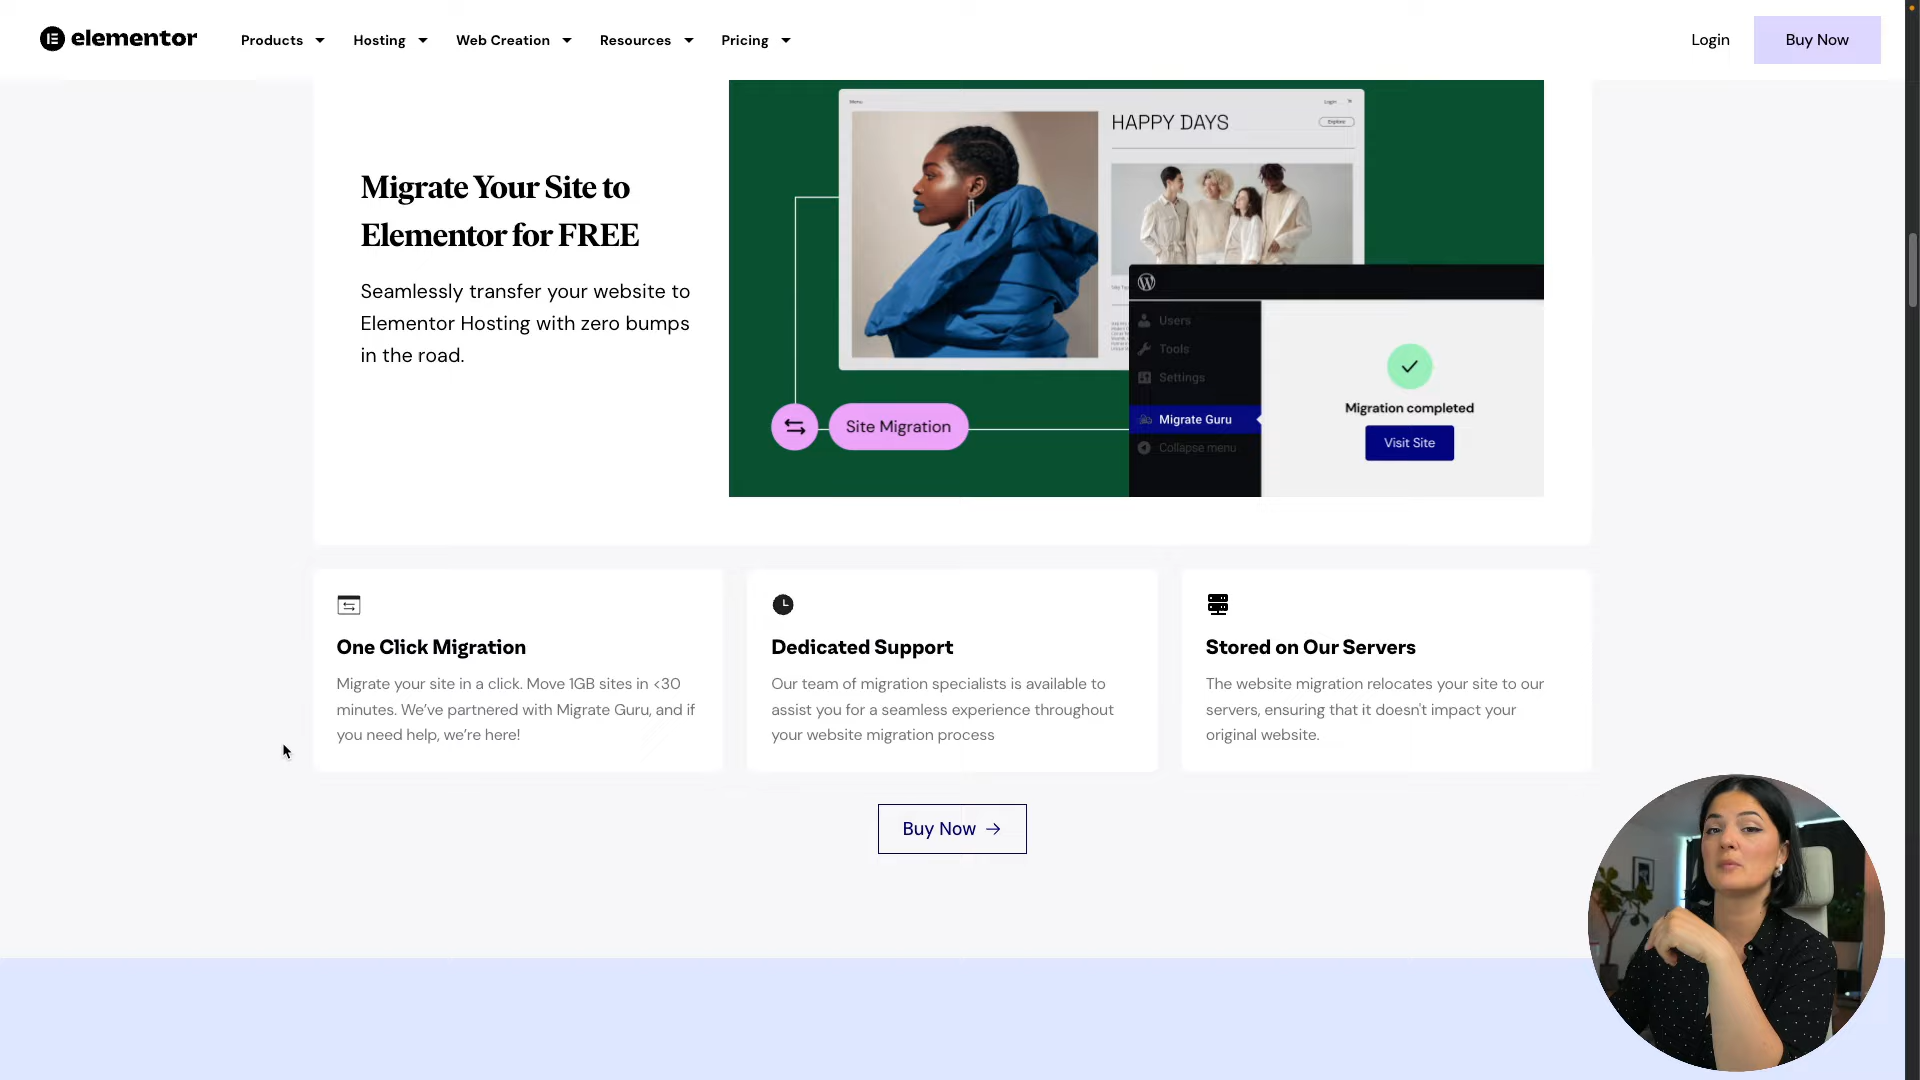 elementor
Products
Hosting
Web Creation
Resources
Pricing
Login
Buy Now
Migrate Your Site to
Elementor for FREE
Seamlessly transfer your website to
Elementor Hosting with zero bumps
in the road.
Menu
Login
HAPPY DAYS
Explore
Users
Tools
Settings
Migrate Guru
Collapse menu
Migration completed
Visit Site
Site Migration
One Click Migration
Migrate your site in a click. Move 1GB sites in <30
minutes. We’ve partnered with Migrate Guru, and if
you need help, we’re here!
Dedicated Support
Our team of migration specialists is available to
assist you for a seamless experience throughout
your website migration process
Stored on Our Servers
The website migration relocates your site to our
servers, ensuring that it doesn't impact your
original website.
Buy Now →